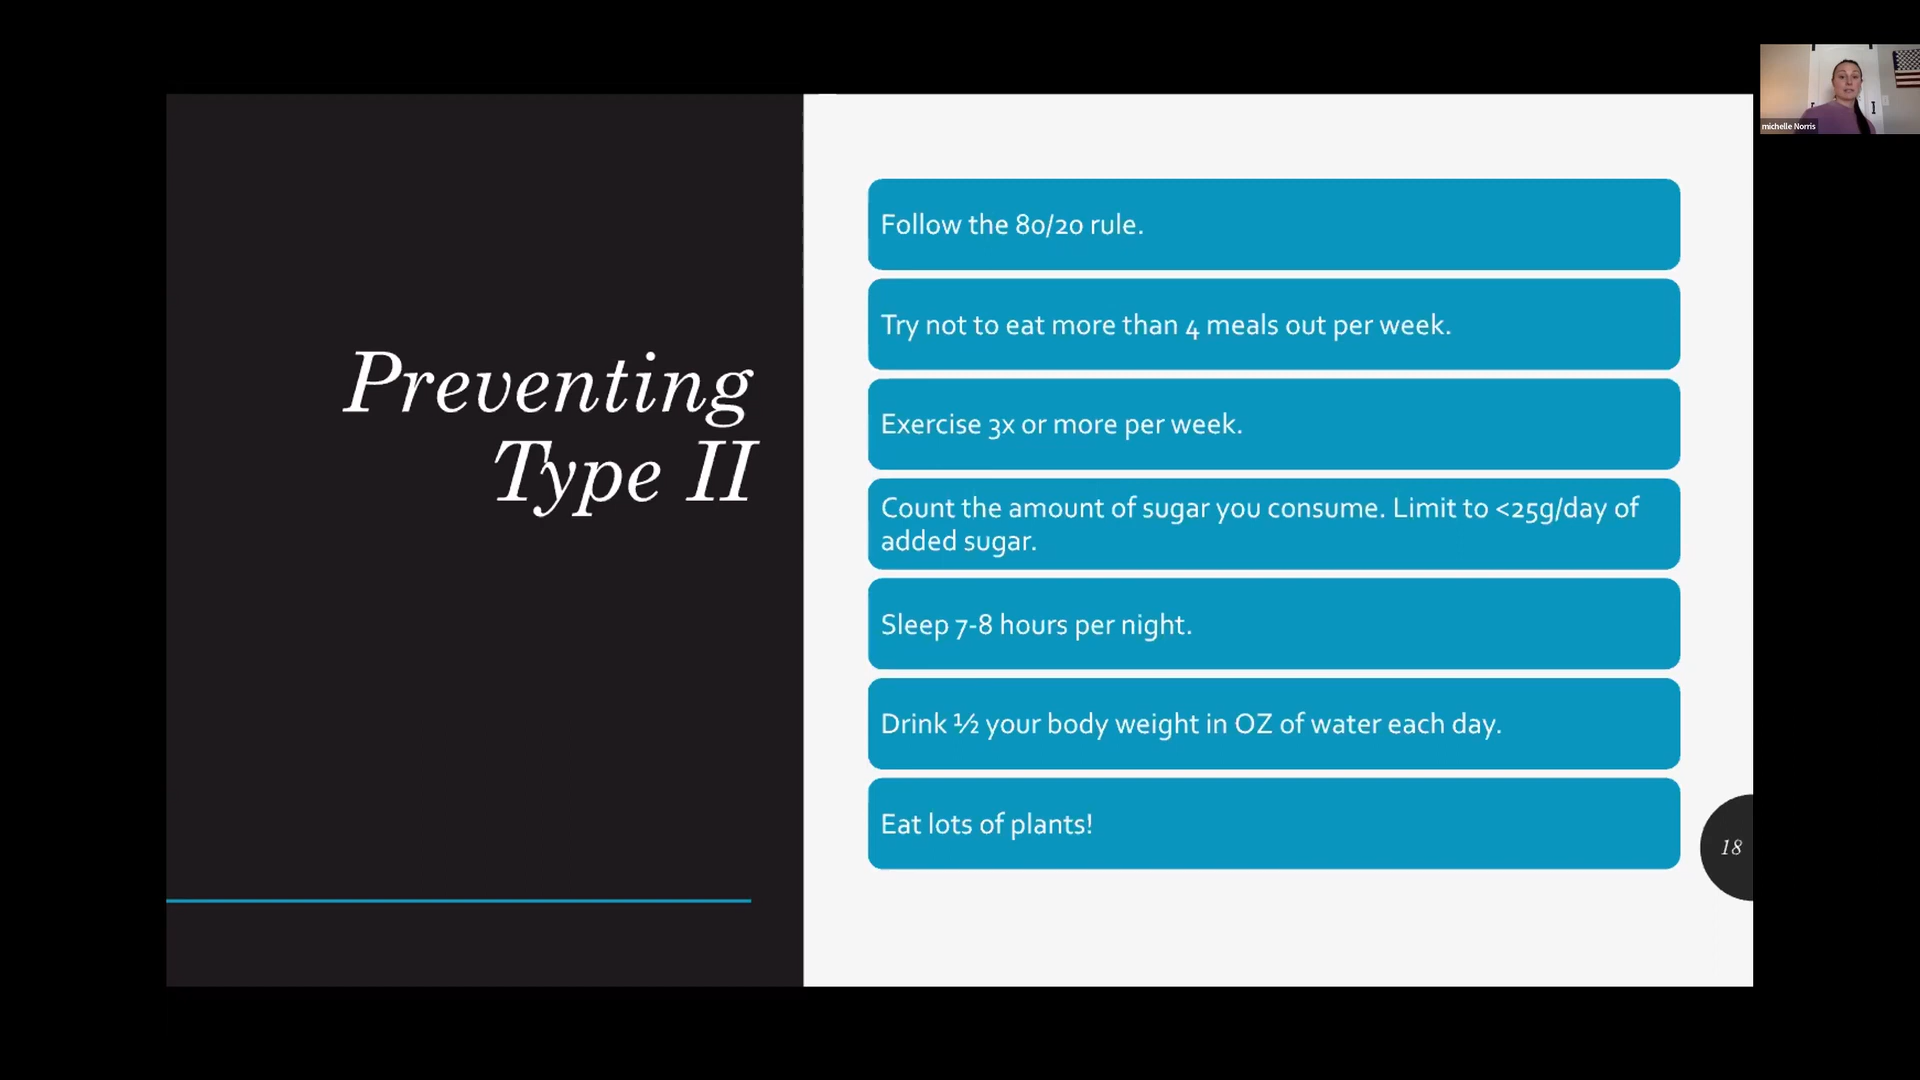 michelle Norris
Preventing
Type II
Follow the 80/20 rule.
Try not to eat more than 4 meals out per week.
Exercise 3x or more per week.
Count the amount of sugar you consume. Limit to <25g/day of
added sugar.
Sleep 7-8 hours per night.
Drink ½ your body weight in OZ of water each day.
Eat lots of plants!
18